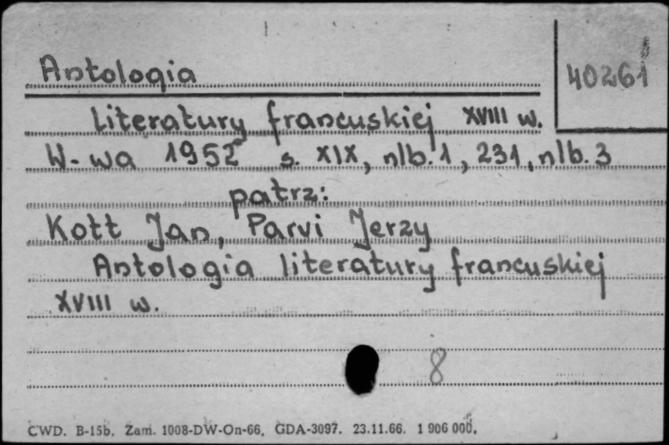 Antologia
40261
literatury francuskiej XVIII w.
W-wa 1952 s. XIX, nlb. 1, 231, nlb. 3
patrz:
Kott Jan, Parvi Jerzy
Antologia literatury francuskiej
XVIII w.
8
CWD. B-15b. Zam. 1008-DW-On-66. GDA-3097. 23.11.66. 1 906 000.